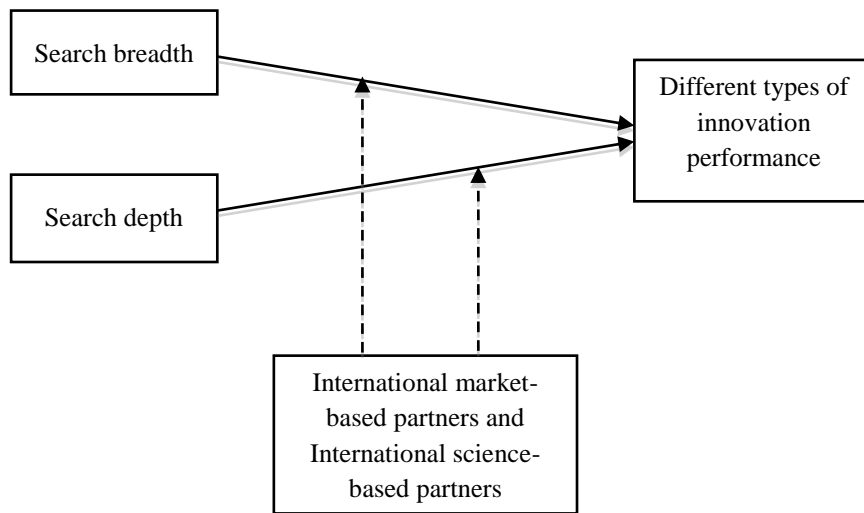 Search breadth
Different types of
innovation
performance
Search depth
International market-
based partners and
International science-
based partners